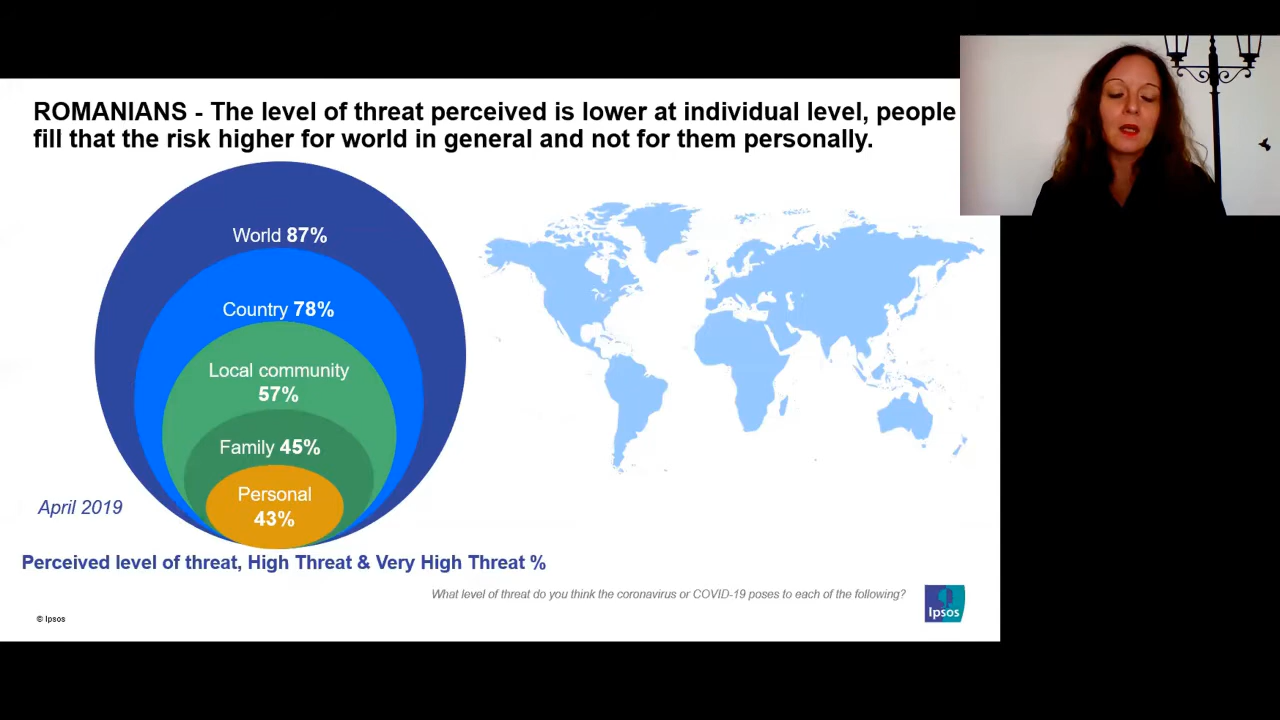 ROMANIANS - The level of threat perceived is lower at individual level, people
fill that the risk higher for world in general and not for them personally.
World 87%
Country 78%
Local community
57%
Family 45%
Personal
43%
April 2019
Perceived level of threat, High Threat & Very High Threat %
What level of threat do you think the coronavirus or COVID-19 poses to each of the following?
Ipsos
© Ipsos